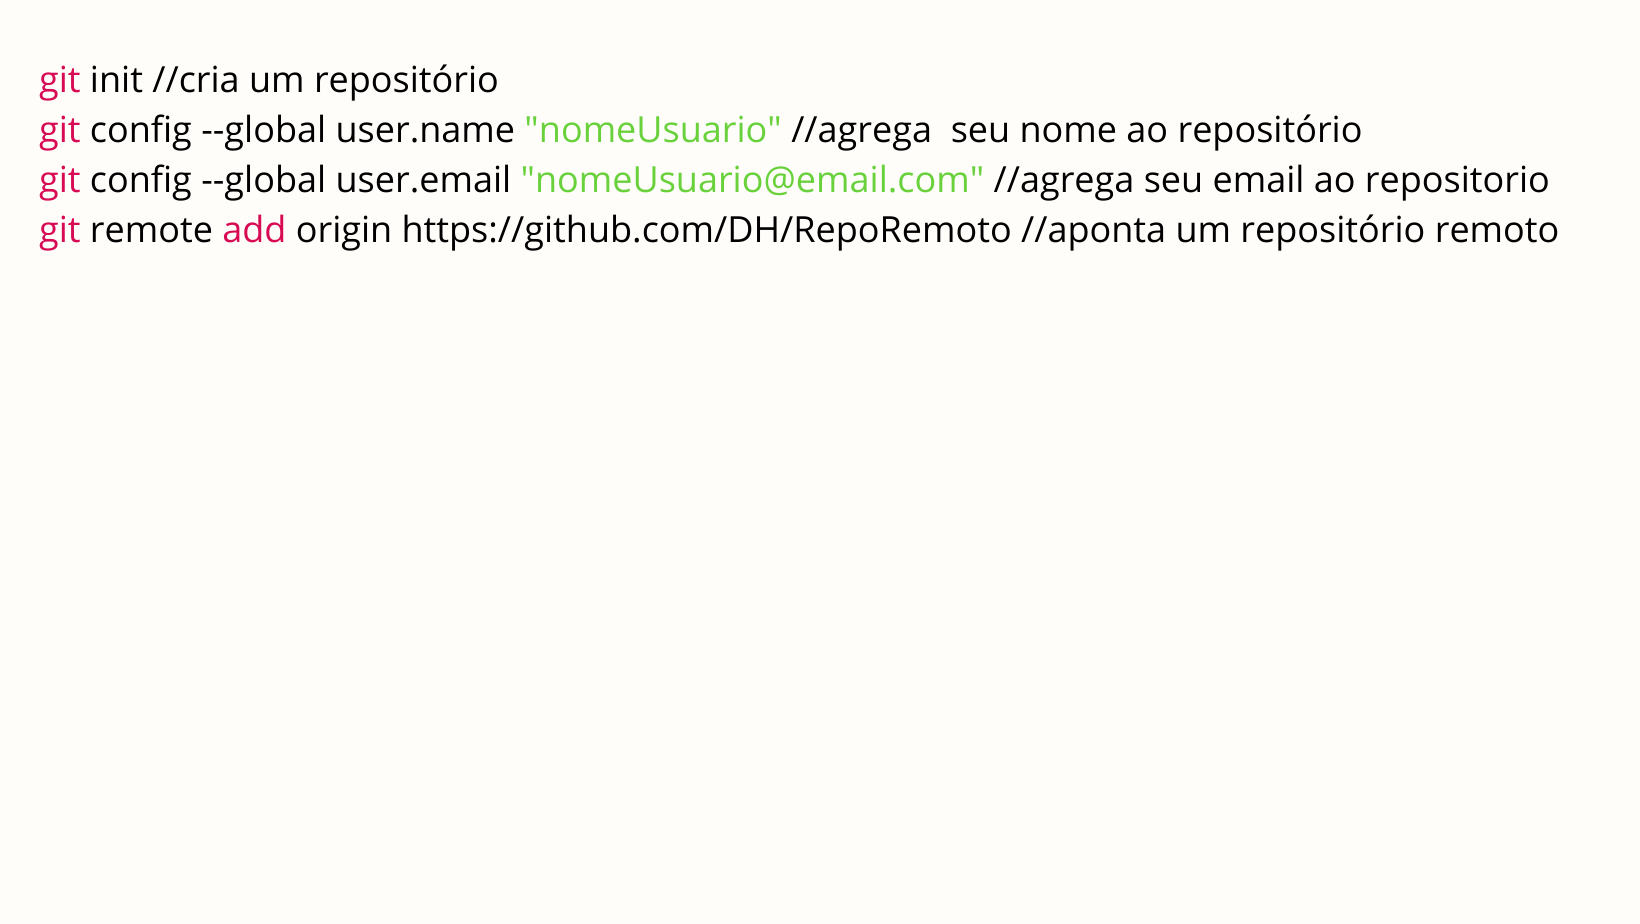 git init //cria um repositório
git config --global user.name "nomeUsuario" //agrega  seu nome ao repositório
git config --global user.email "nomeUsuario@email.com" //agrega seu email ao repositorio
git remote add origin https://github.com/DH/RepoRemoto //aponta um repositório remoto